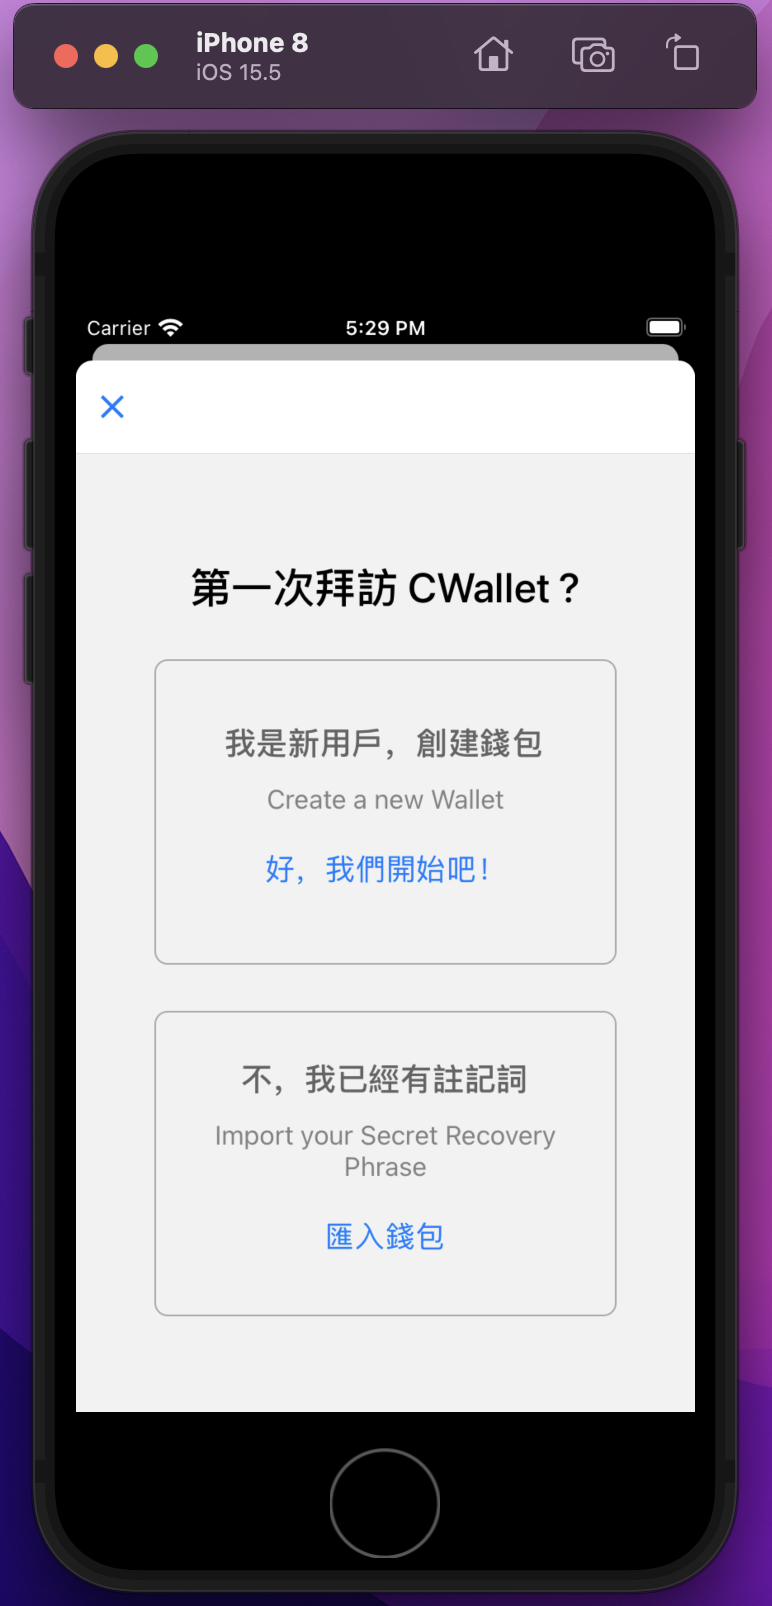 iPhone 8
iOS 15.5
Carrier
5:29 PM
第一次拜訪 CWallet？
我是新用戶，創建錢包
Create a new Wallet
好，我們開始吧！
不，我已經有註記詞
Import your Secret Recovery
Phrase
匯入錢包